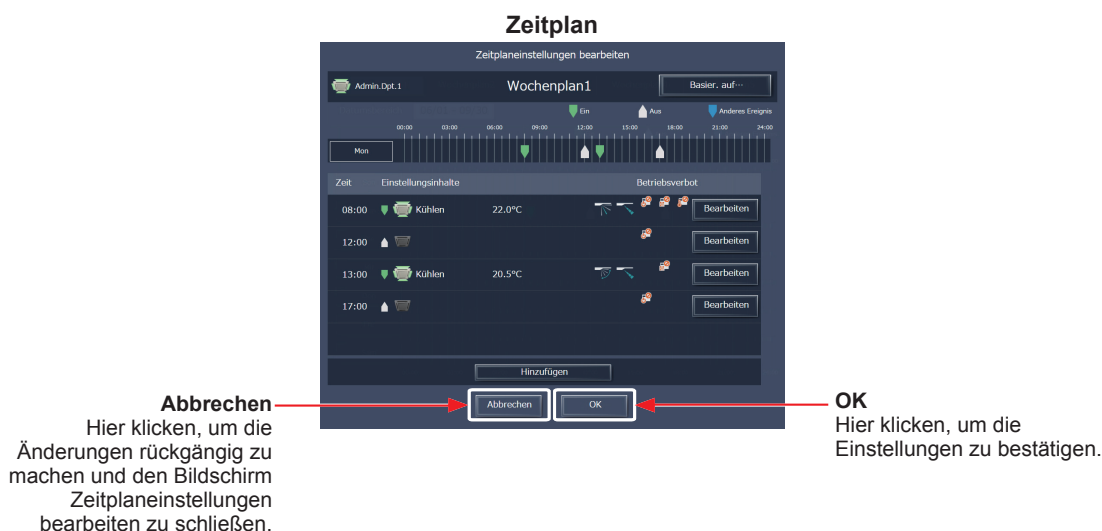 Zeitplan
Zeitplaneinstellungen bearbeiten
Admin.Dpt.1
Wochenplan1
Basier. auf···
Ein
Aus
Anderes Ereignis
00:00 03:00 06:00 09:00 12:00 15:00 18:00 21:00 24:00
Mon
Zeit Einstellungsinhalte Betriebsverbot
08:00 Kühlen 22.0°C Bearbeiten
12:00 Bearbeiten
13:00 Kühlen 20.5°C Bearbeiten
17:00 Bearbeiten
Hinzufügen
Abbrechen OK
Abbrechen
Hier klicken, um die
Änderungen rückgängig zu
machen und den Bildschirm
Zeitplaneinstellungen
bearbeiten zu schließen.
OK
Hier klicken, um die
Einstellungen zu bestätigen.